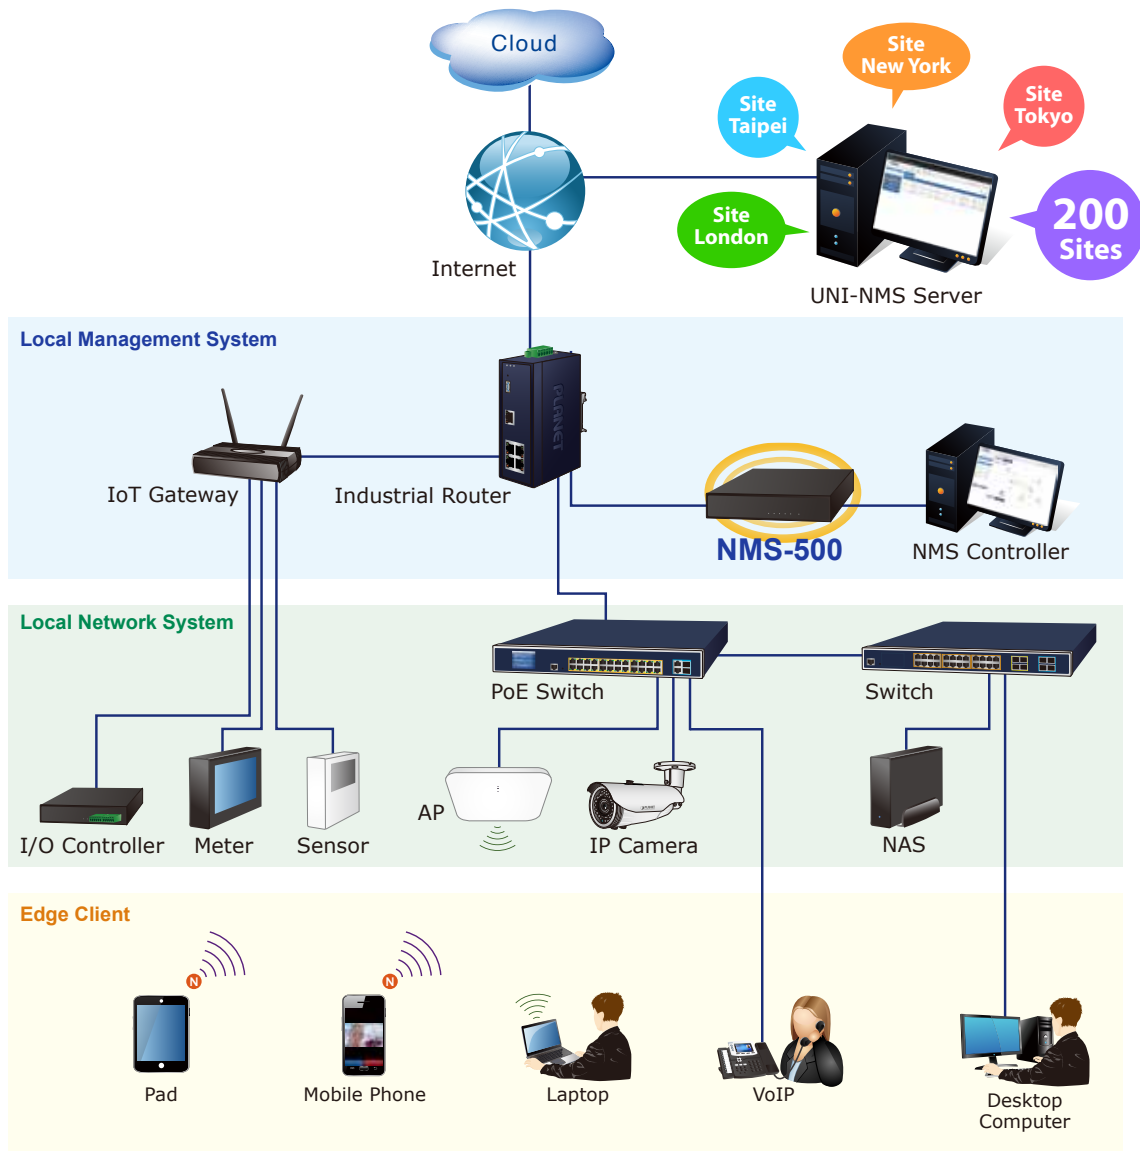 Cloud
Site
New York
Site
Taipei
Site
Tokyo
Site
London
200
Sites
Internet
UNI-NMS Server
Local Management System
PLANET
IoT Gateway
Industrial Router
NMS-500
NMS Controller
Local Network System
PoE Switch
Switch
AP
I/O Controller
Meter
Sensor
IP Camera
NAS
Edge Client
N
N
Pad
Mobile Phone
Laptop
VoIP
Desktop
Computer